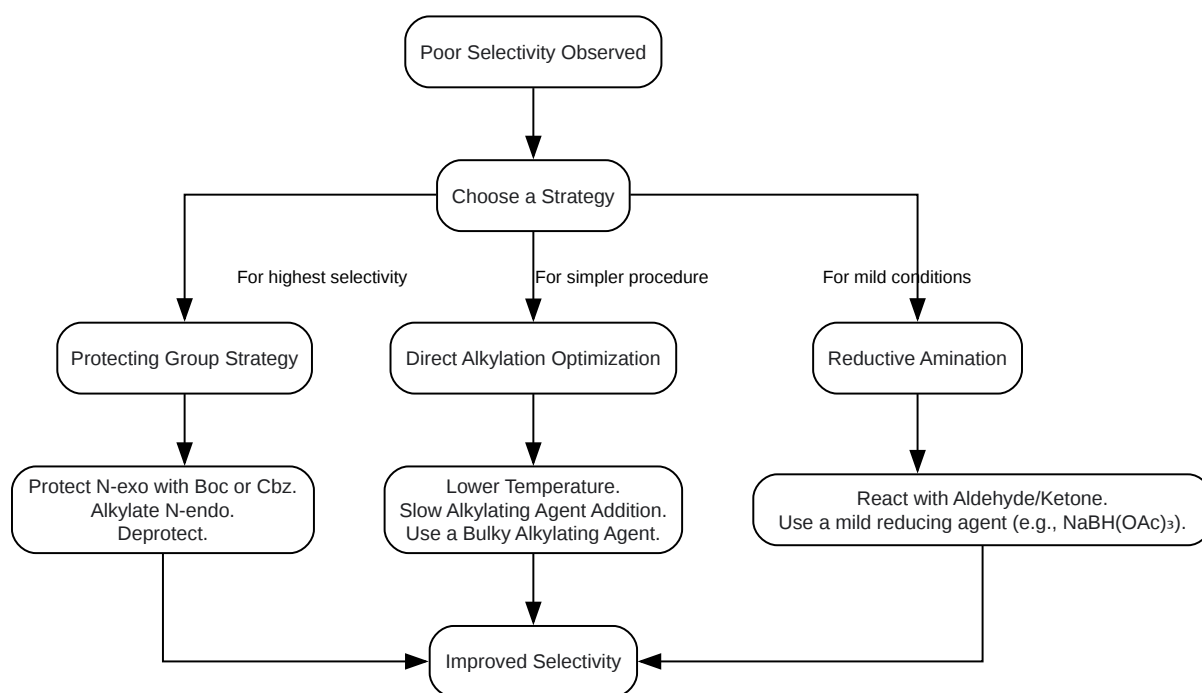 Poor Selectivity Observed
Choose a Strategy
For highest selectivity
For simpler procedure
For mild conditions
Protecting Group Strategy
Direct Alkylation Optimization
Reductive Amination
Protect N-exo with Boc or Cbz.
Alkylate N-endo.
Deprotect.
Lower Temperature.
Slow Alkylating Agent Addition.
Use a Bulky Alkylating Agent.
React with Aldehyde/Ketone.
Use a mild reducing agent (e.g., NaBH(OAc)₃).
Improved Selectivity